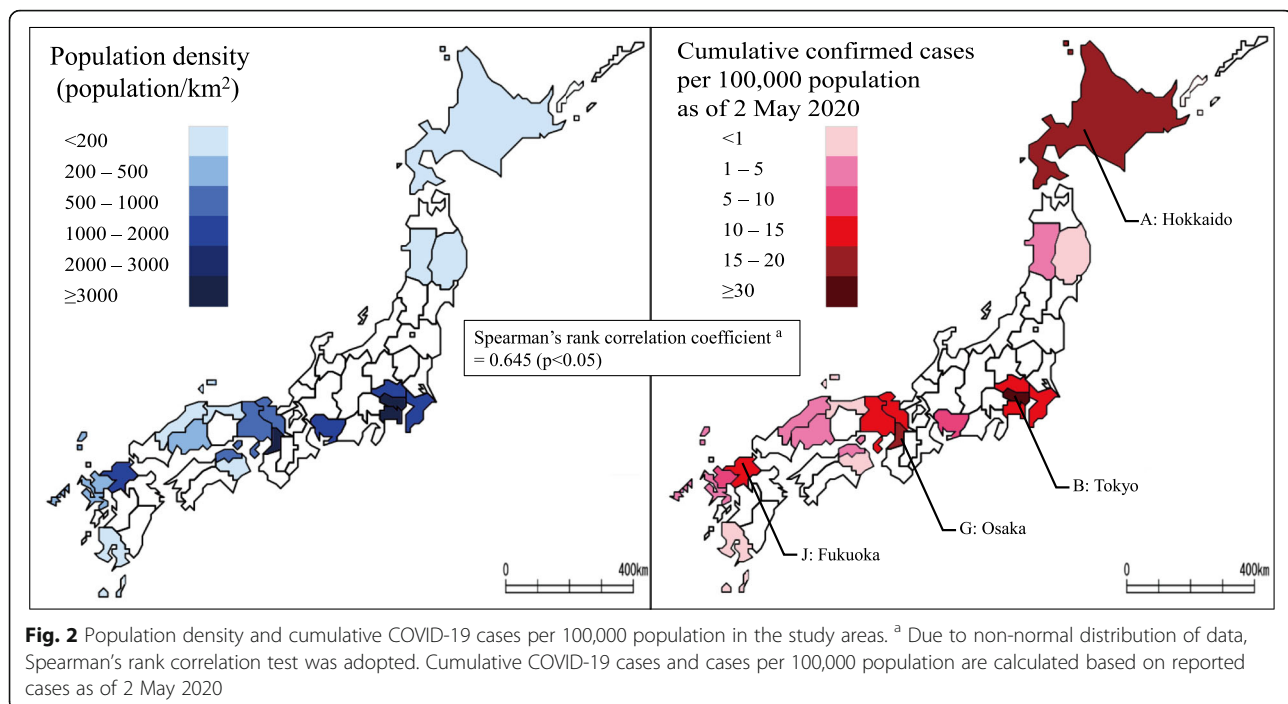 Population density
(population/km²)
<200
200 – 500
500 – 1000
1000 – 2000
2000 – 3000
≥3000
0 400km
Cumulative confirmed cases
per 100,000 population
as of 2 May 2020
<1
1 – 5
5 – 10
10 – 15
15 – 20
≥30
A: Hokkaido
B: Tokyo
G: Osaka
J: Fukuoka
0 400km
Spearman's rank correlation coefficient ᵃ
= 0.645 (p<0.05)
Fig. 2 Population density and cumulative COVID-19 cases per 100,000 population in the study areas. ᵃ Due to non-normal distribution of data,
Spearman's rank correlation test was adopted. Cumulative COVID-19 cases and cases per 100,000 population are calculated based on reported
cases as of 2 May 2020